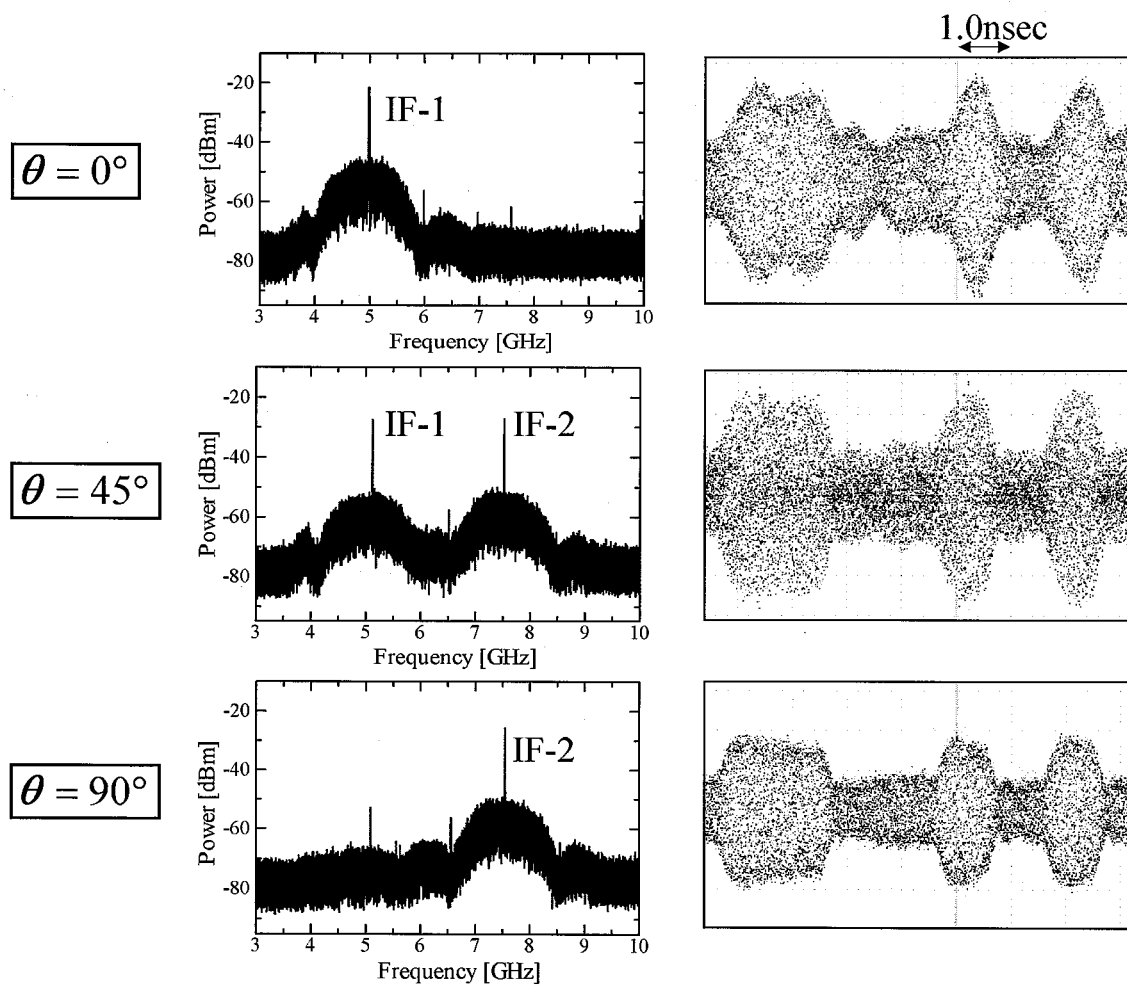 1.0nsec
θ = 0°
Power [dBm]
-20
-40
-60
-80
IF-1
3 4 5 6 7 8 9 10
Frequency [GHz]
θ = 45°
Power [dBm]
-20
-40
-60
-80
IF-1 IF-2
3 4 5 6 7 8 9 10
Frequency [GHz]
θ = 90°
Power [dBm]
-20
-40
-60
-80
IF-2
3 4 5 6 7 8 9 10
Frequency [GHz]